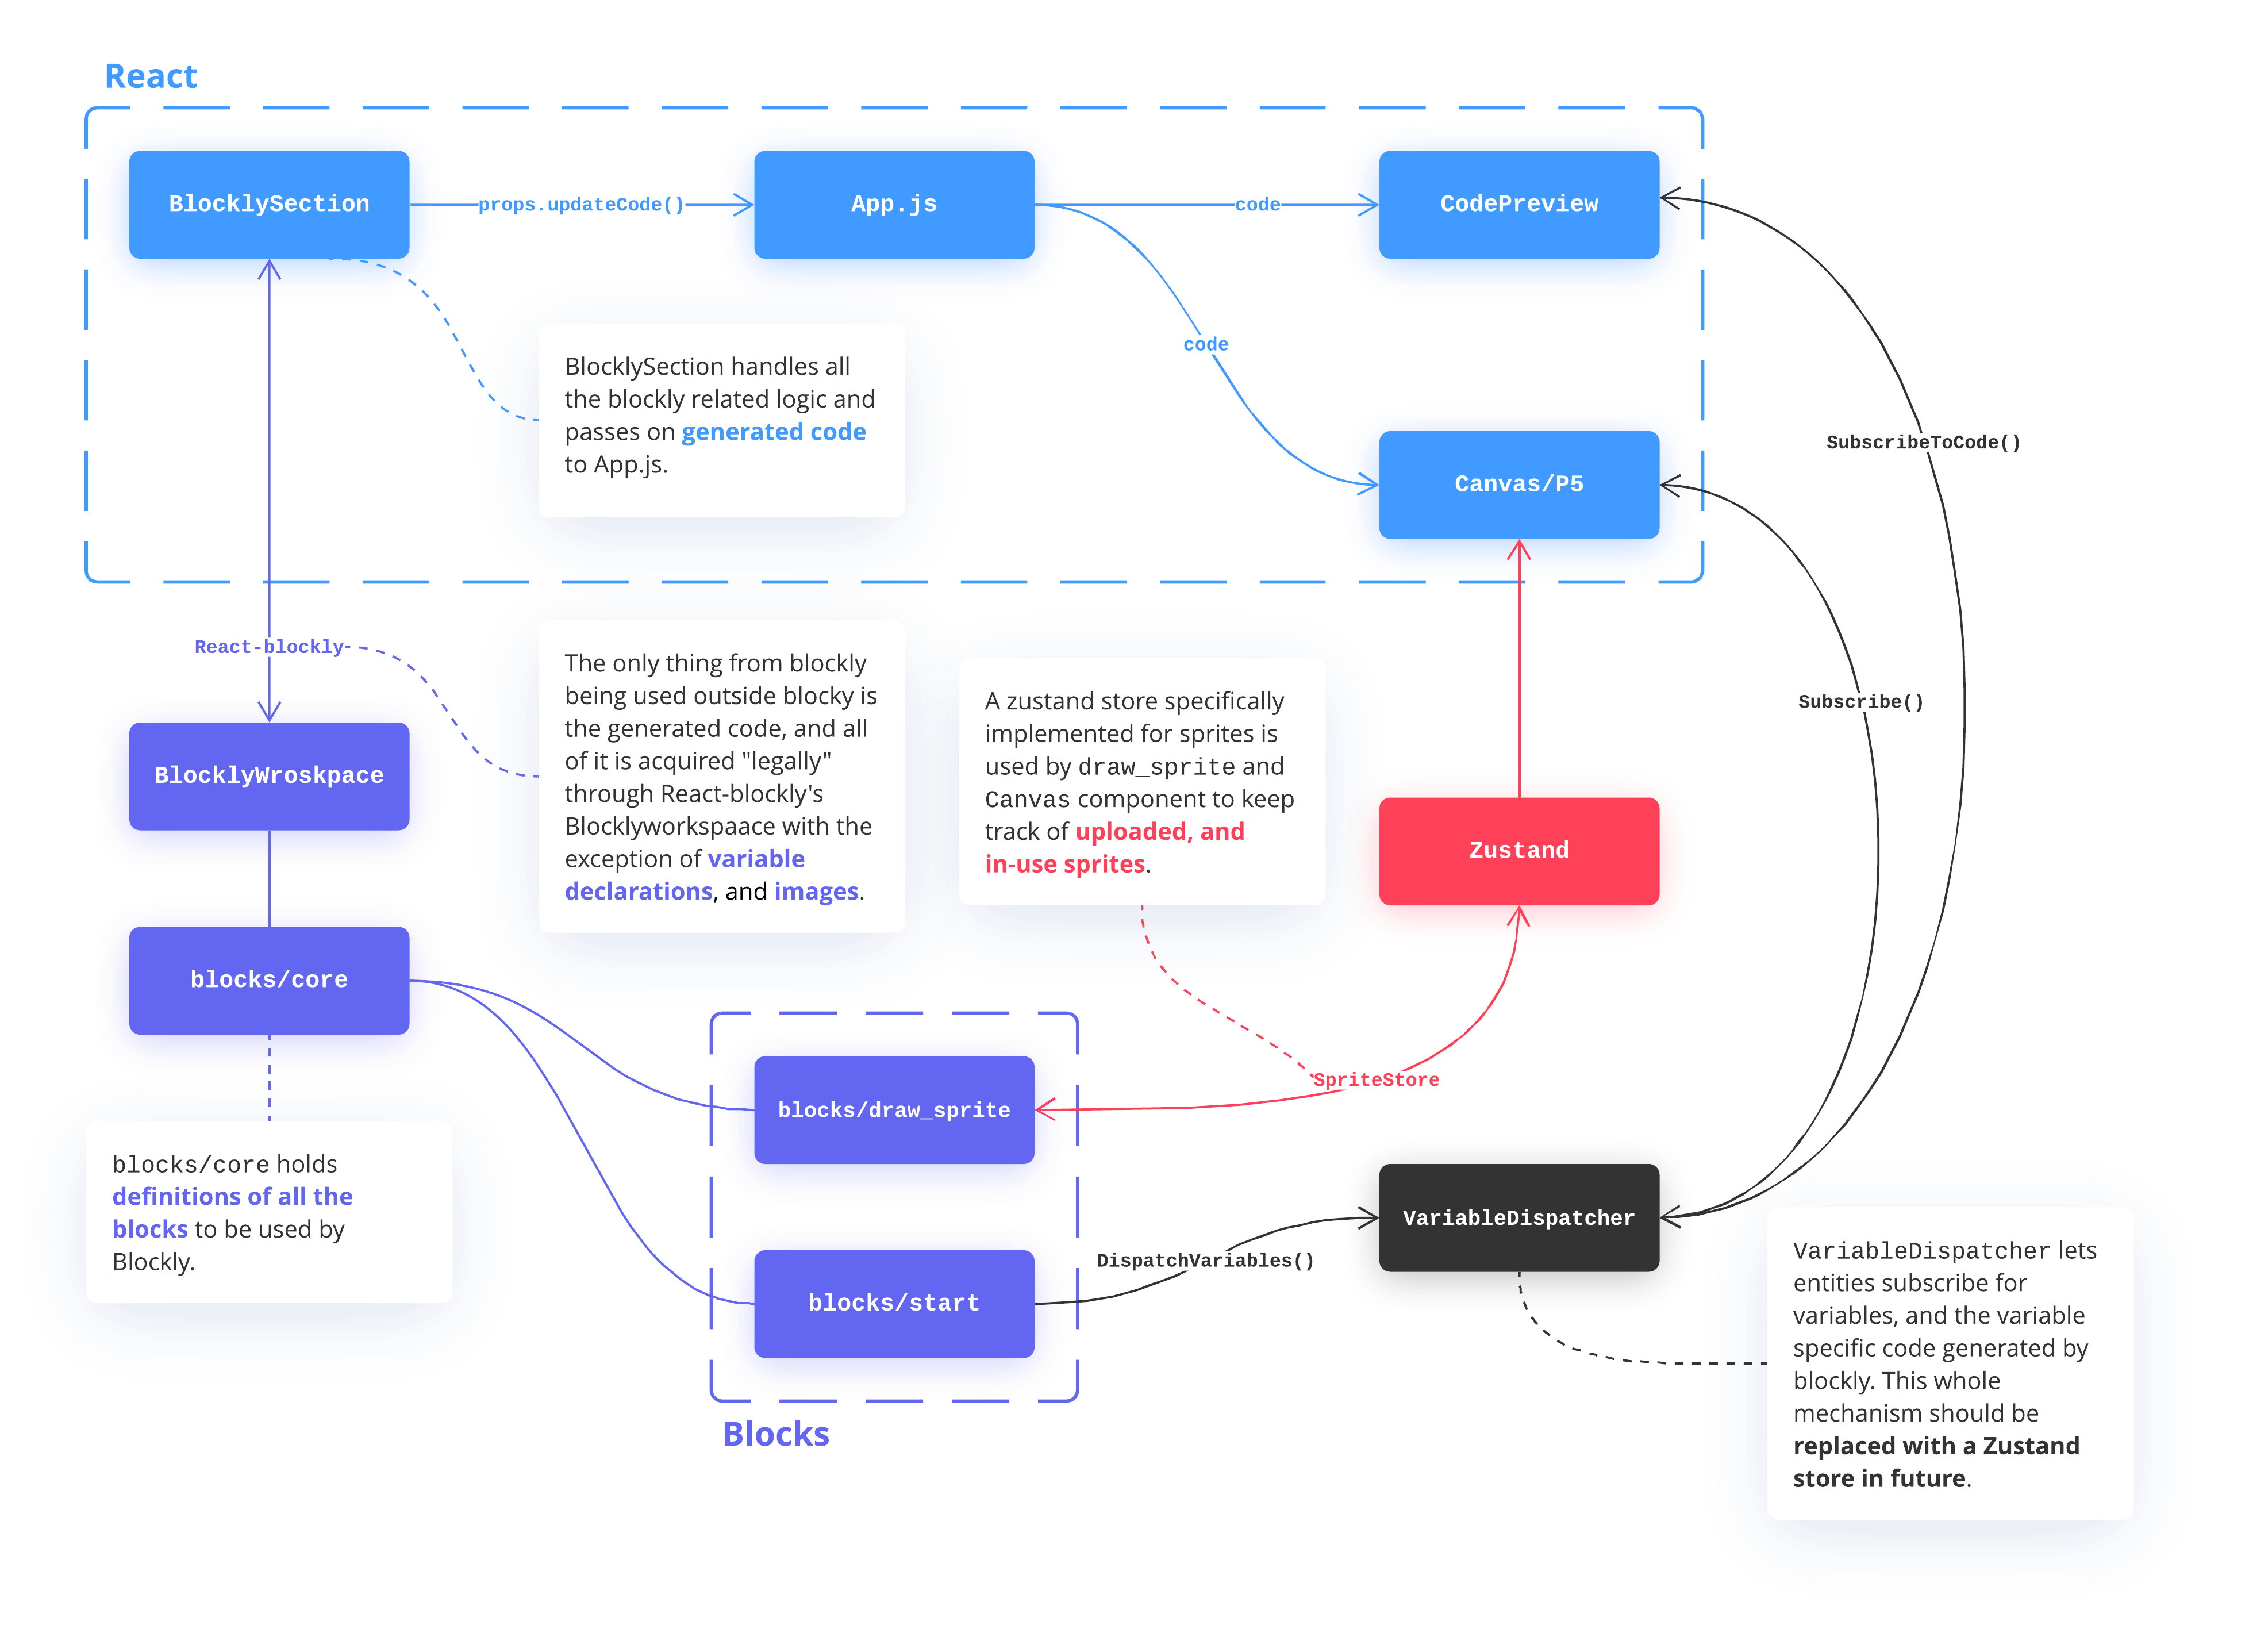 React
BlocklySection
props.updateCode()
App.js
code
CodePreview
code
BlocklySection handles all
the blockly related logic and
passes on generated code
to App.js.
Canvas/P5
SubscribeToCode()
React-blockly
The only thing from blockly
being used outside blocky is
the generated code, and all
of it is acquired "legally"
through React-blockly's
Blocklyworkspaace with the
exception of variable
declarations, and images.
A zustand store specifically
implemented for sprites is
used by draw_sprite and
Canvas component to keep
track of uploaded, and
in-use sprites.
Subscribe()
BlocklyWroskpace
Zustand
blocks/core
SpriteStore
blocks/draw_sprite
blocks/core holds
definitions of all the
blocks to be used by
Blockly.
VariableDispatcher
DispatchVariables()
blocks/start
VariableDispatcher lets
entities subscribe for
variables, and the variable
specific code generated by
blockly. This whole
mechanism should be
replaced with a Zustand
store in future.
Blocks